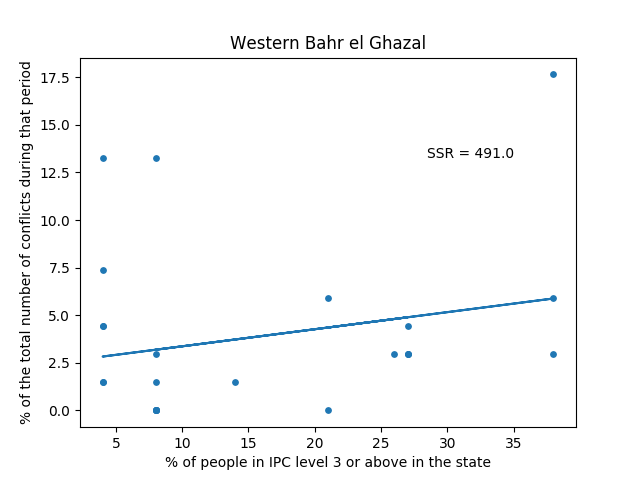 Western Bahr el Ghazal
% of the total number of conflicts during that period
17.5
15.0
12.5
10.0
7.5
5.0
2.5
0.0
SSR = 491.0
5 10 15 20 25 30 35
% of people in IPC level 3 or above in the state